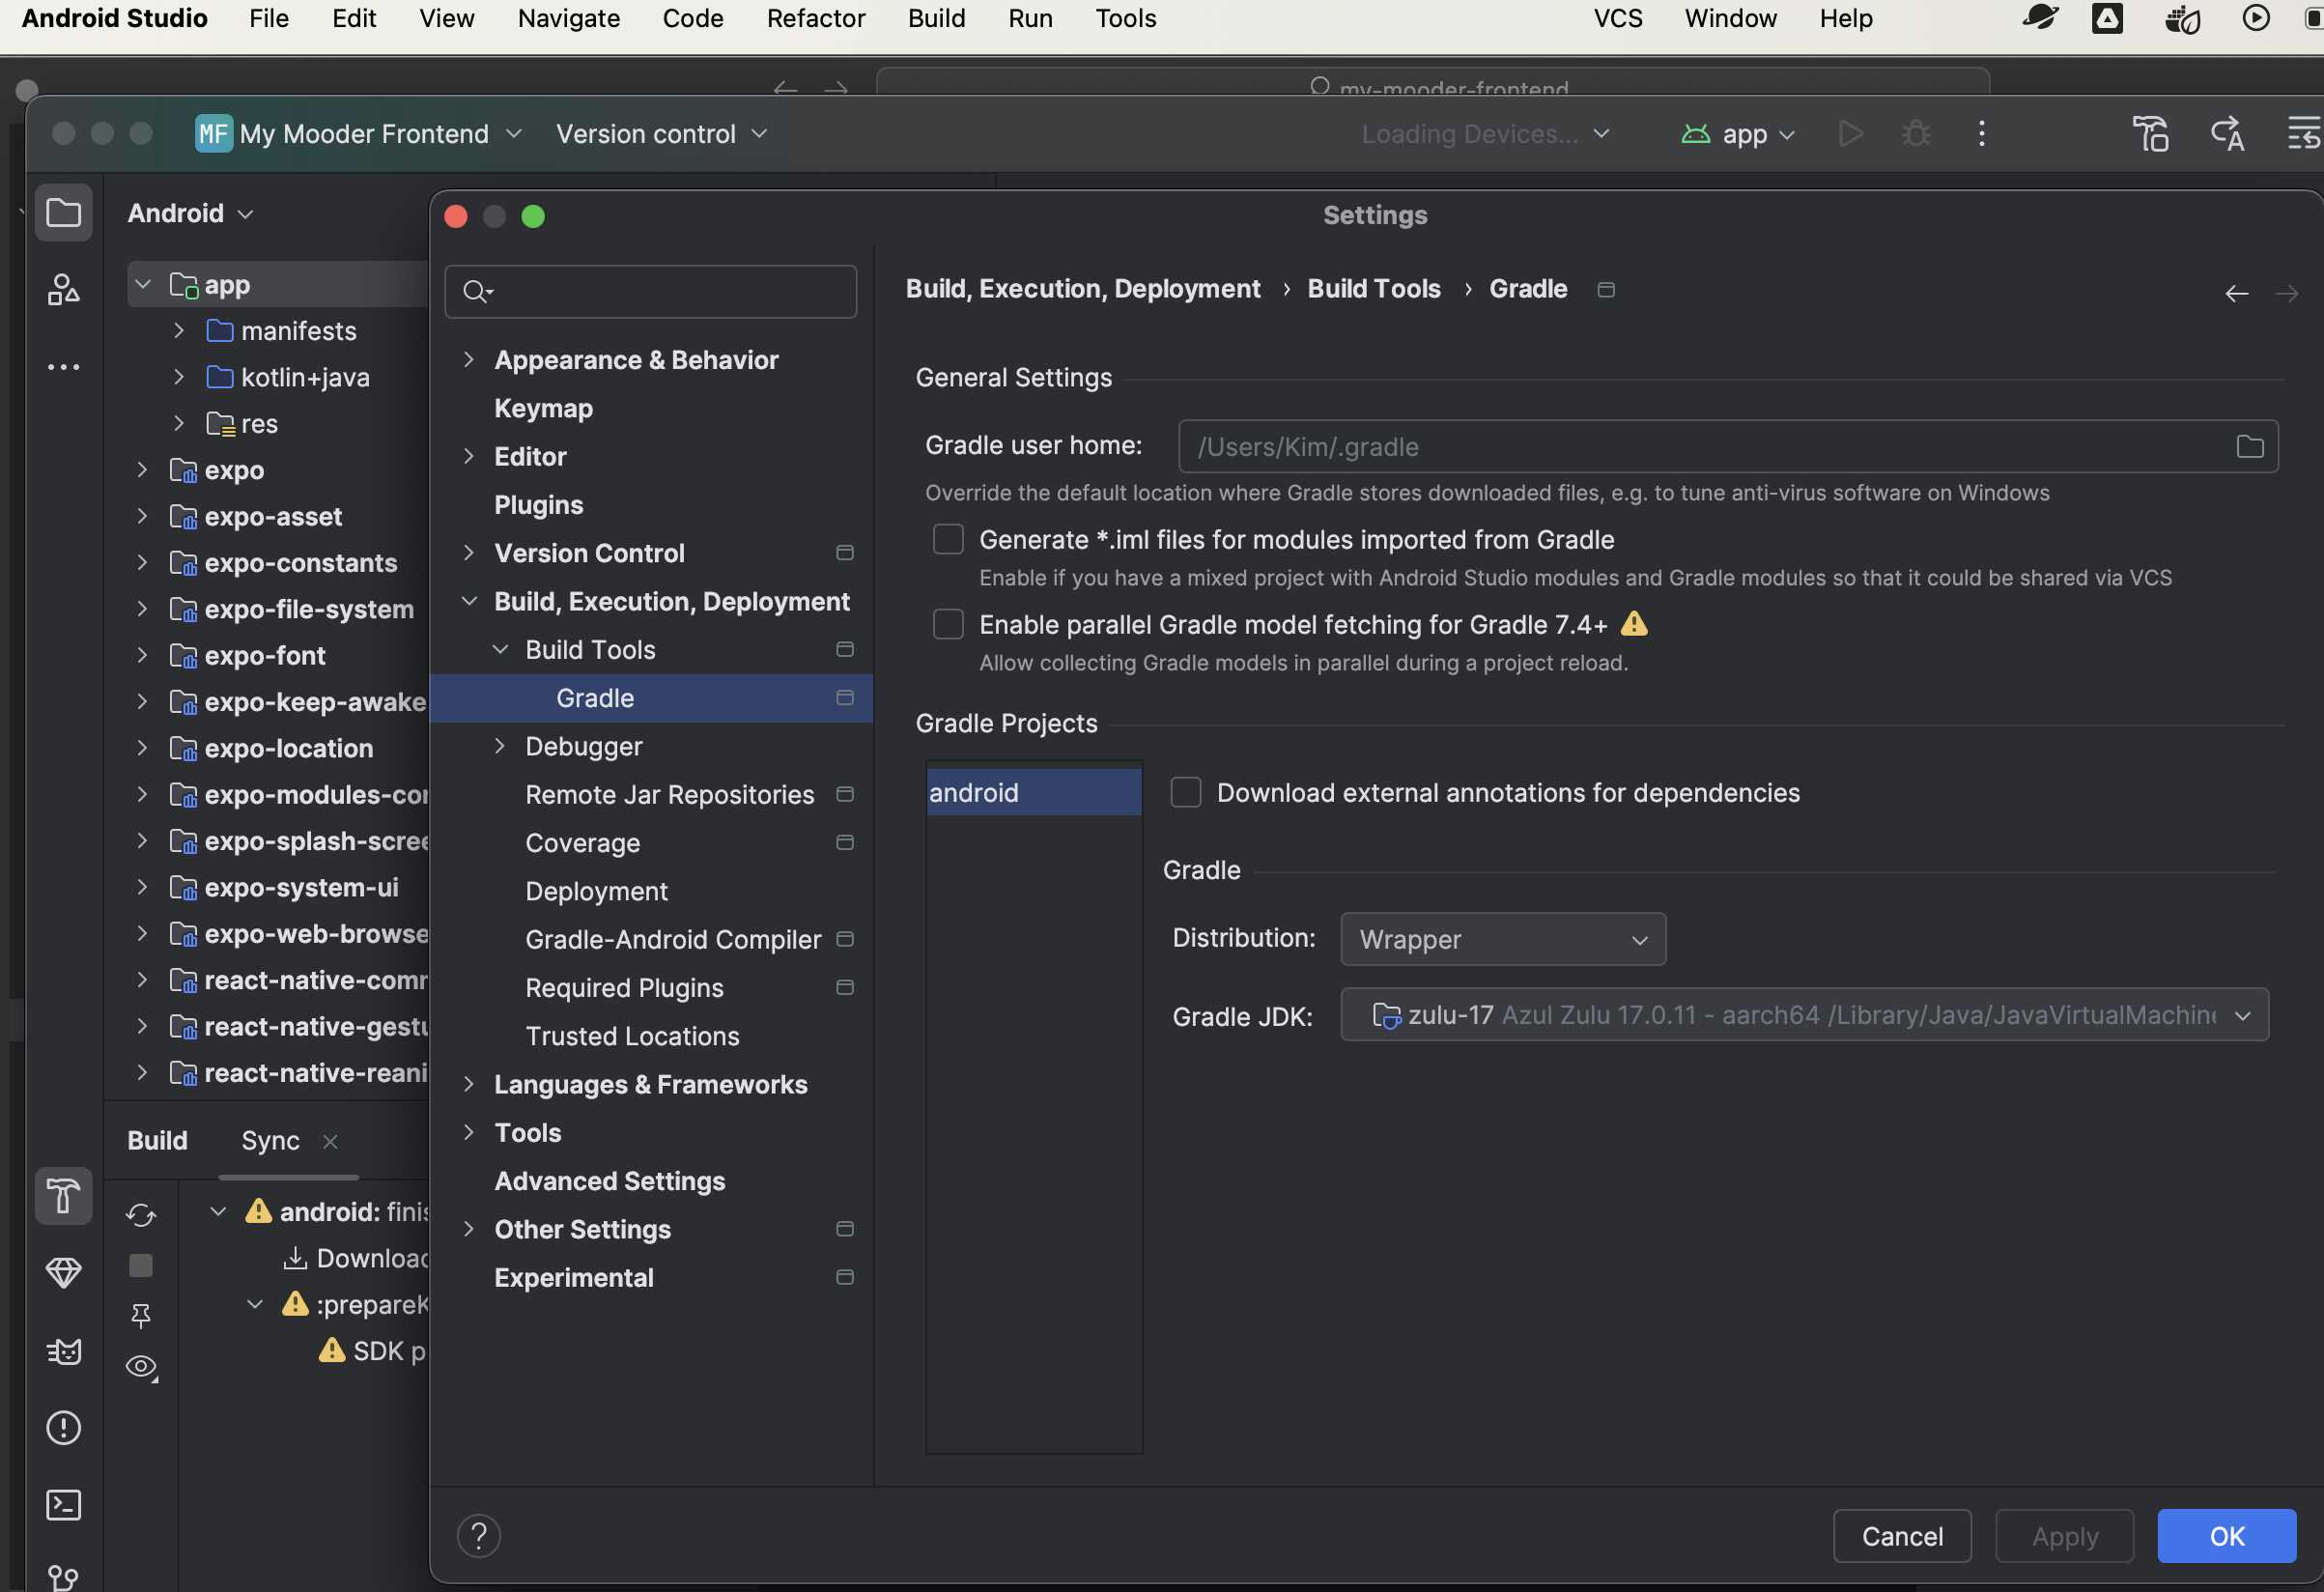 Android Studio File Edit View Navigate Code Refactor Build Run Tools VCS Window Help
my-mooder-frontend
MF My Mooder Frontend Version control Loading Devices... app
Android
app
manifests
kotlin+java
res
expo
expo-asset
expo-constants
expo-file-system
expo-font
expo-keep-awake
expo-location
expo-modules-cor
expo-splash-scree
expo-system-ui
expo-web-browse
react-native-comm
react-native-gestu
react-native-reani
Build Sync
android: finis
Download
:prepareK
SDK p
Settings
Appearance & Behavior
Keymap
Editor
Plugins
Version Control
Build, Execution, Deployment
Build Tools
Gradle
Debugger
Remote Jar Repositories
Coverage
Deployment
Gradle-Android Compiler
Required Plugins
Trusted Locations
Languages & Frameworks
Tools
Advanced Settings
Other Settings
Experimental
Build, Execution, Deployment › Build Tools › Gradle
General Settings
Gradle user home: /Users/Kim/.gradle
Override the default location where Gradle stores downloaded files, e.g. to tune anti-virus software on Windows
Generate *.iml files for modules imported from Gradle
Enable if you have a mixed project with Android Studio modules and Gradle modules so that it could be shared via VCS
Enable parallel Gradle model fetching for Gradle 7.4+
Allow collecting Gradle models in parallel during a project reload.
Gradle Projects
android
Download external annotations for dependencies
Gradle
Distribution: Wrapper
Gradle JDK: zulu-17 Azul Zulu 17.0.11 - aarch64 /Library/Java/JavaVirtualMachine
? Cancel Apply OK